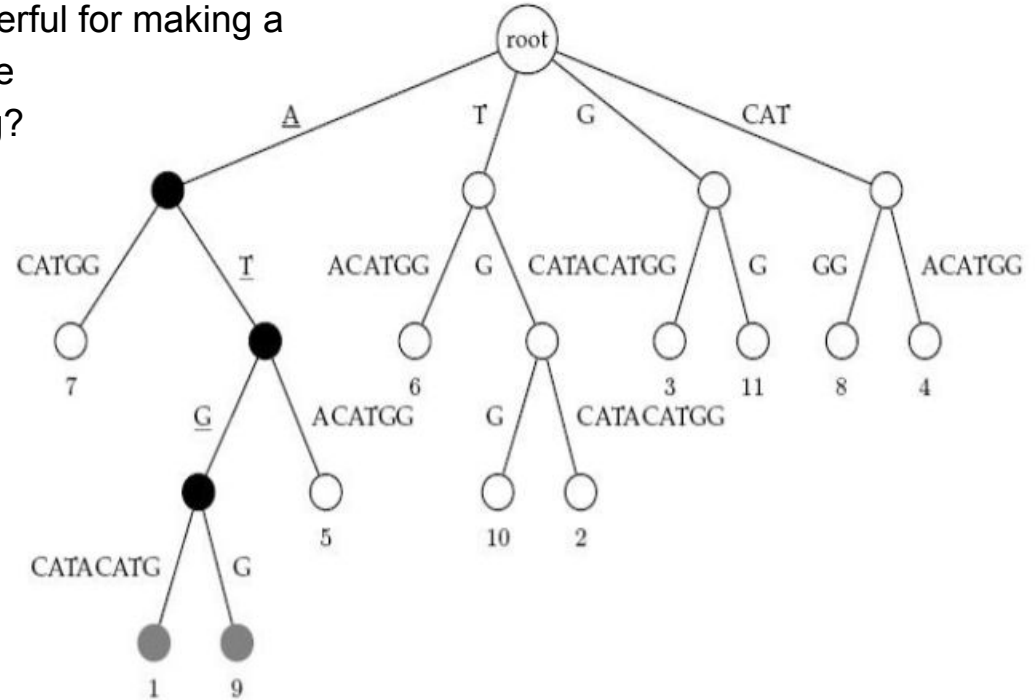 erful for making a
e
g?
root
A T G CAT
CATGG T ACATGG G CATACATGG G GG ACATGG
7 6 3 11 8 4
G ACATGG G CATACATGG
5 10 2
CATACATG G
1 9